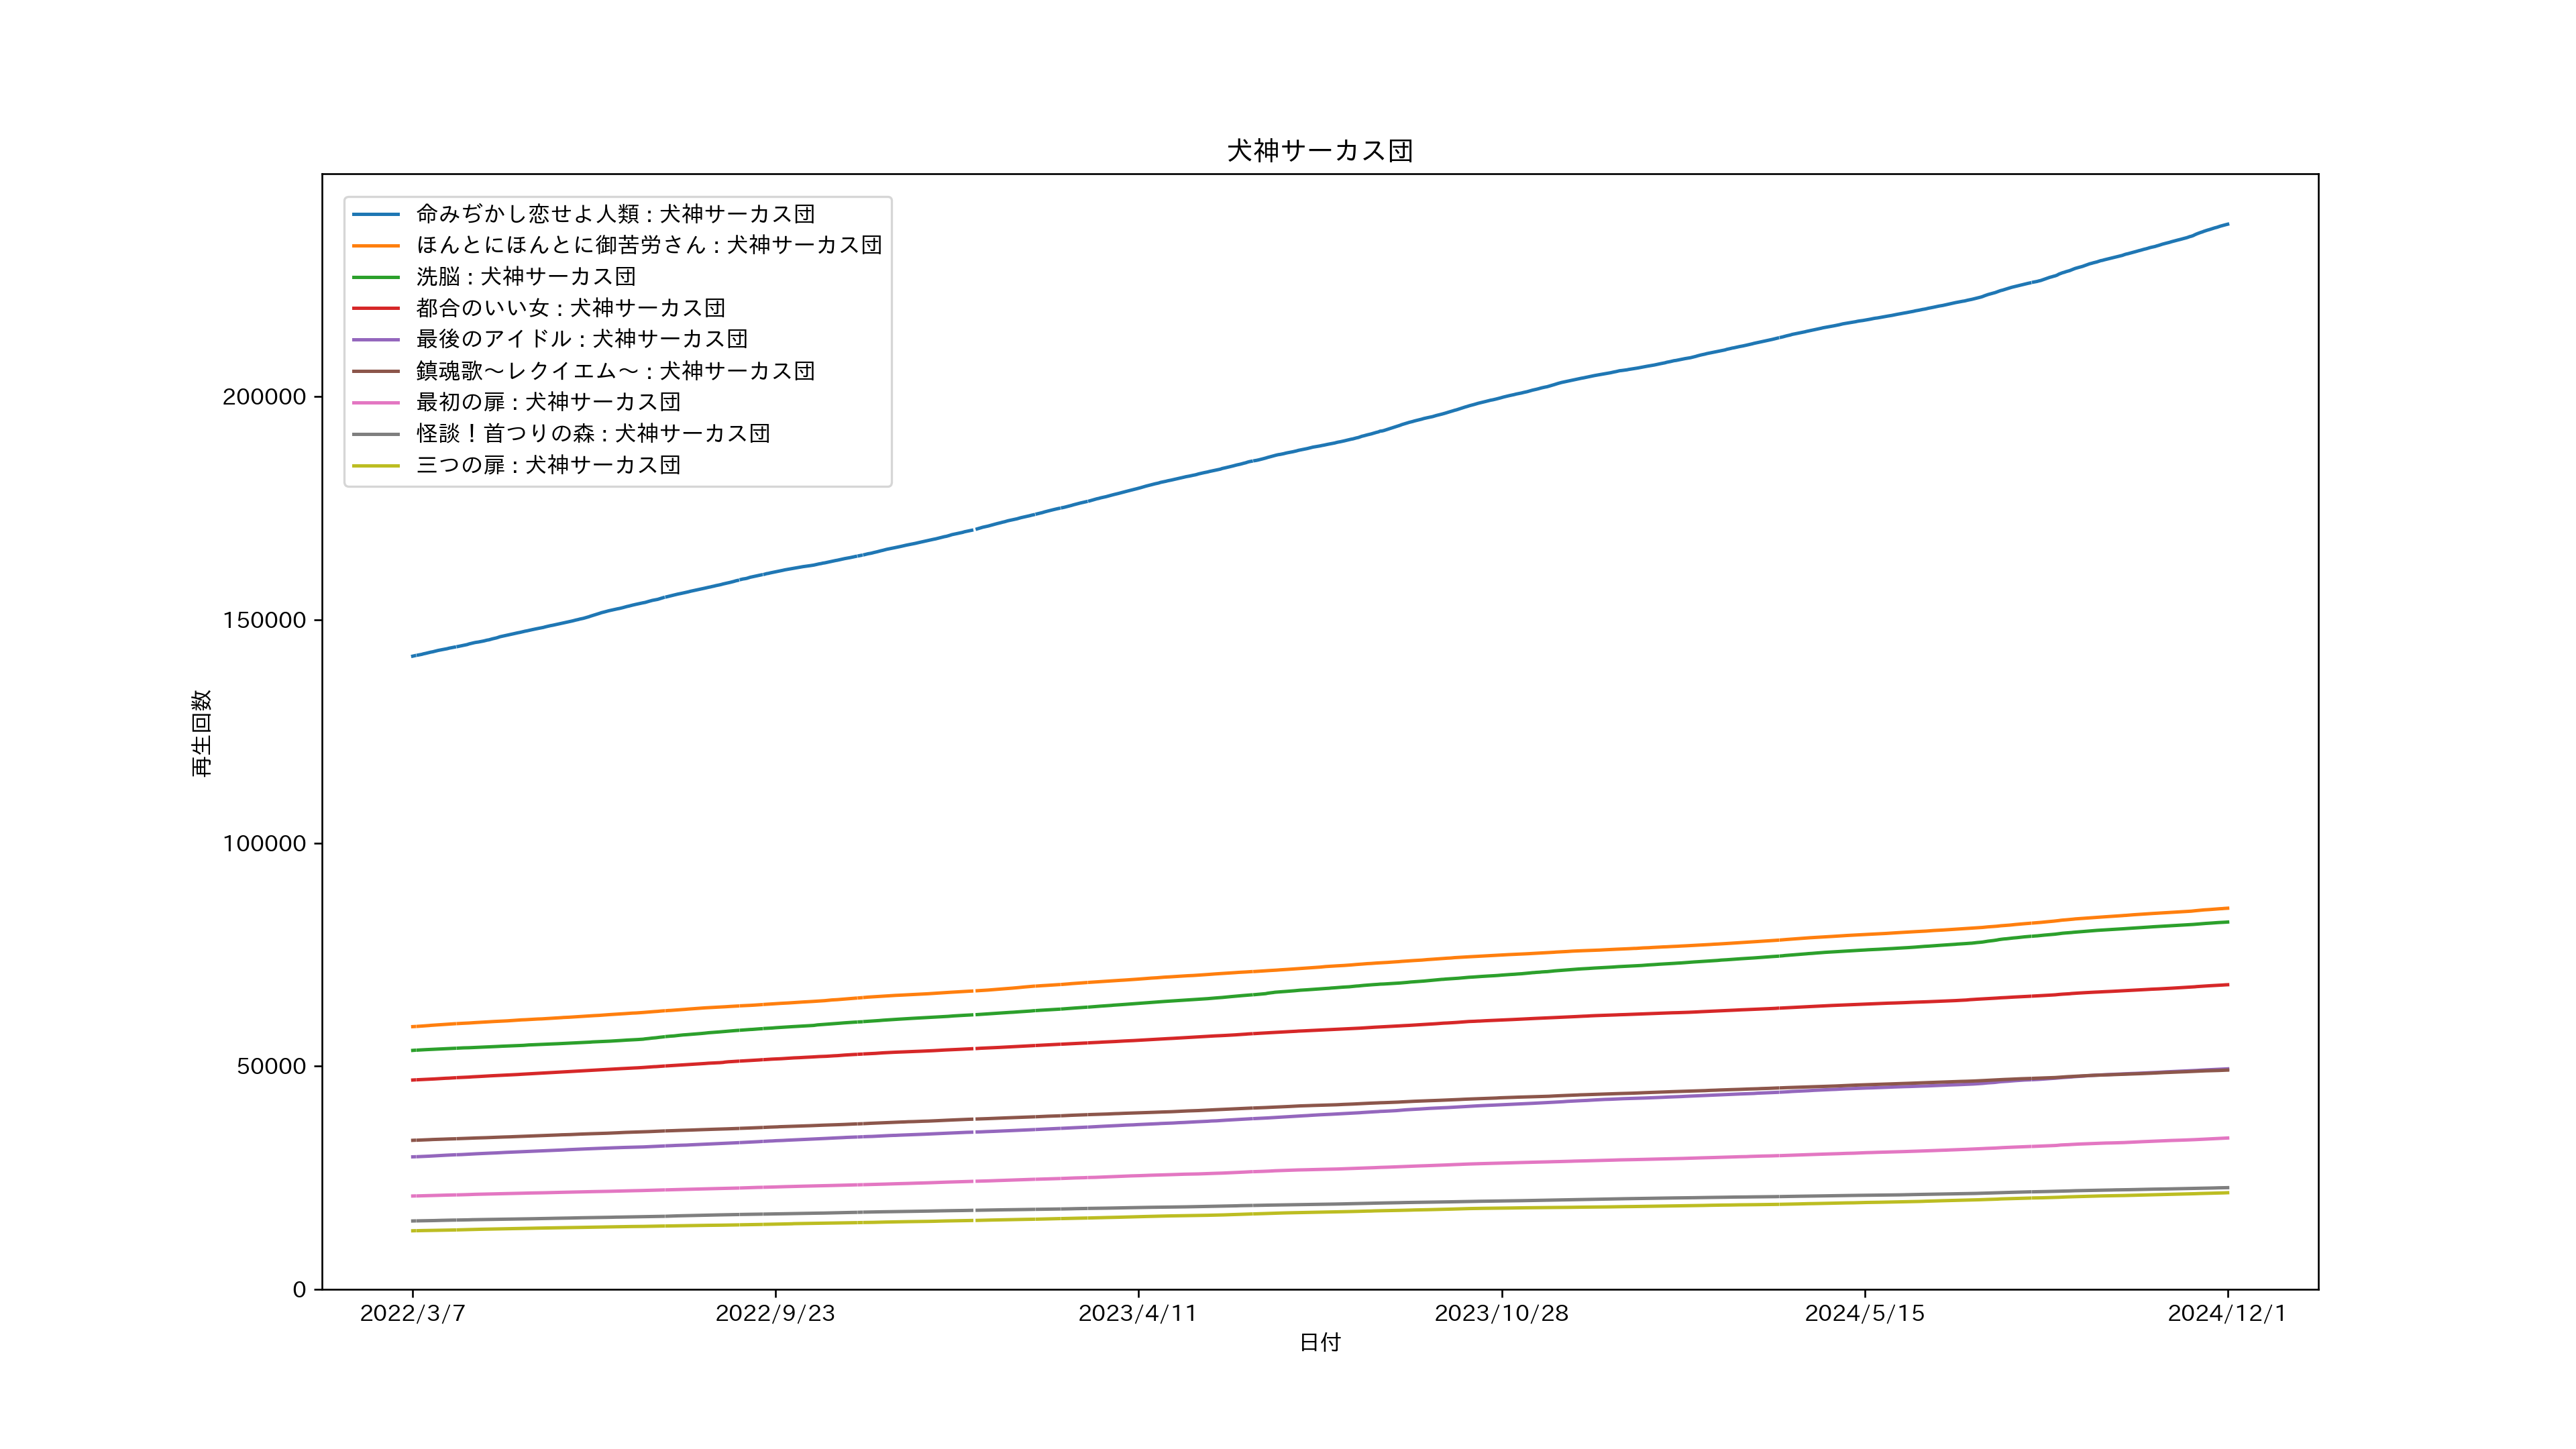 犬神サーカス団
命みぢかし恋せよ人類 : 犬神サーカス団
ほんとにほんとに御苦労さん : 犬神サーカス団
洗脳 : 犬神サーカス団
都合のいい女 : 犬神サーカス団
最後のアイドル : 犬神サーカス団
鎮魂歌〜レクイエム〜 : 犬神サーカス団
最初の扉 : 犬神サーカス団
怪談！首つりの森 : 犬神サーカス団
三つの扉 : 犬神サーカス団
再生回数
200000
150000
100000
50000
0
2022/3/7
2022/9/23
2023/4/11
2023/10/28
2024/5/15
2024/12/1
日付